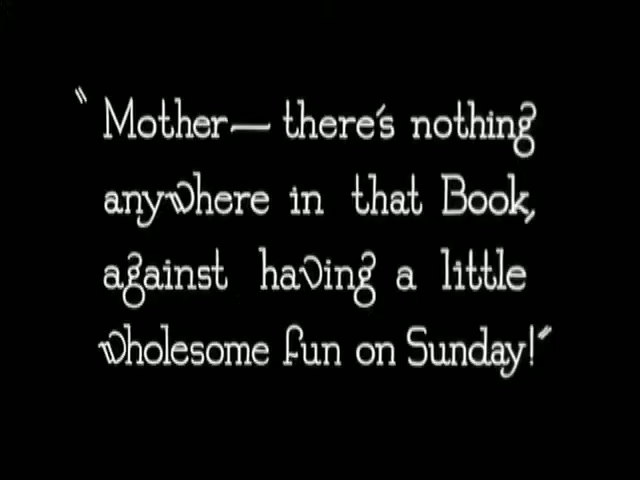 "Mother— there's nothing
anywhere in that Book,
against having a little
wholesome fun on Sunday!"